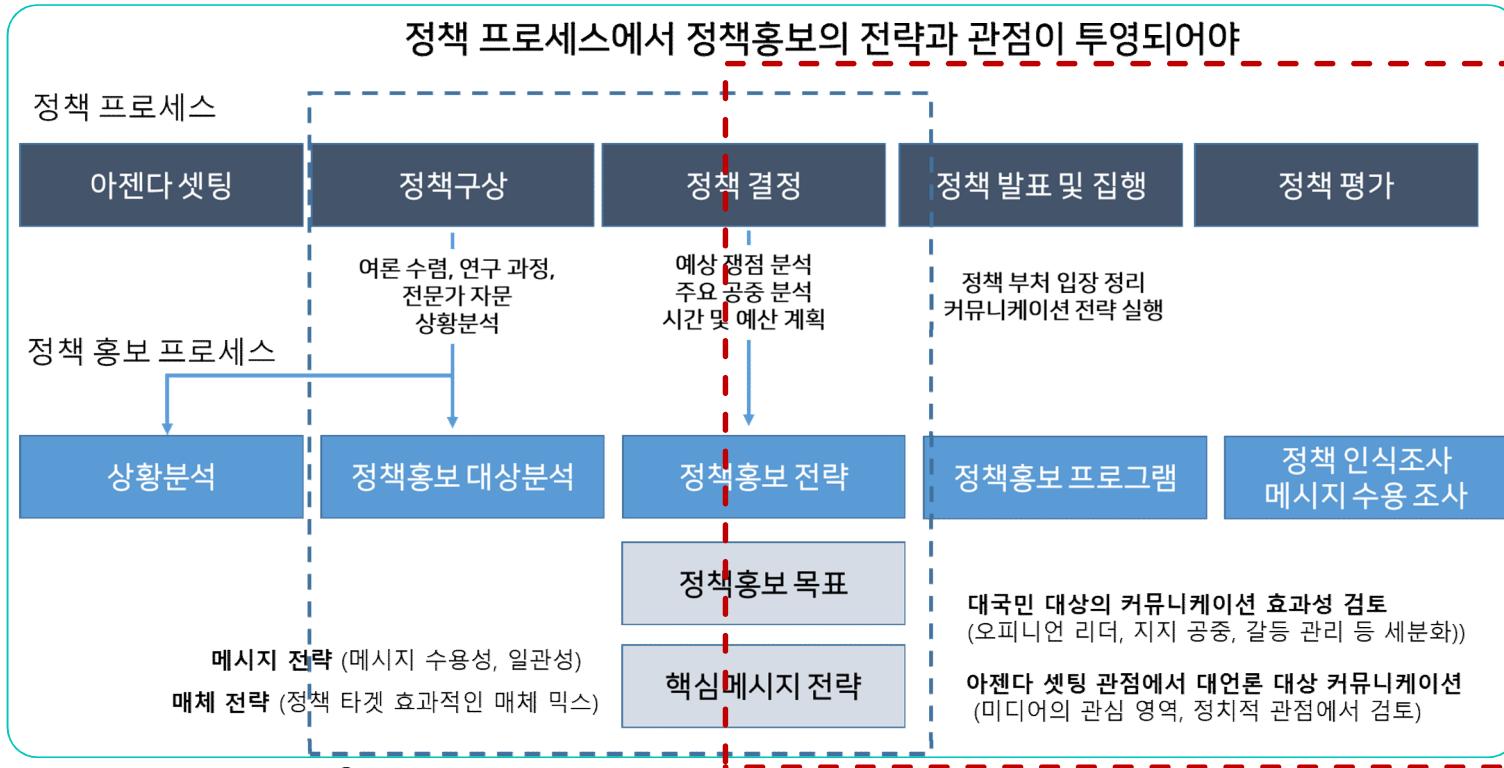 정책 프로세스에서 정책홍보의 전략과 관점이 투영되어야
정책 프로세스
아젠다 셋팅
정책구상
정책 결정
정책 발표 및 집행
정책 평가
여론 수렴, 연구 과정,
전문가 자문
상황분석
예상 쟁점 분석
주요 공중 분석
시간 및 예산 계획
정책 부처 입장 정리
커뮤니케이션 전략 실행
정책 홍보 프로세스
상황분석
정책홍보 대상분석
정책홍보 전략
정책홍보 프로그램
정책 인식조사
메시지 수용 조사
정책홍보 목표
핵심메시지 전략
메시지 전략 (메시지 수용성, 일관성)
매체 전략 (정책 타겟 효과적인 매체 믹스)
대국민 대상의 커뮤니케이션 효과성 검토
(오피니언 리더, 지지 공중, 갈등 관리 등 세분화))
아젠다 셋팅 관점에서 대언론 대상 커뮤니케이션
(미디어의 관심 영역, 정치적 관점에서 검토)